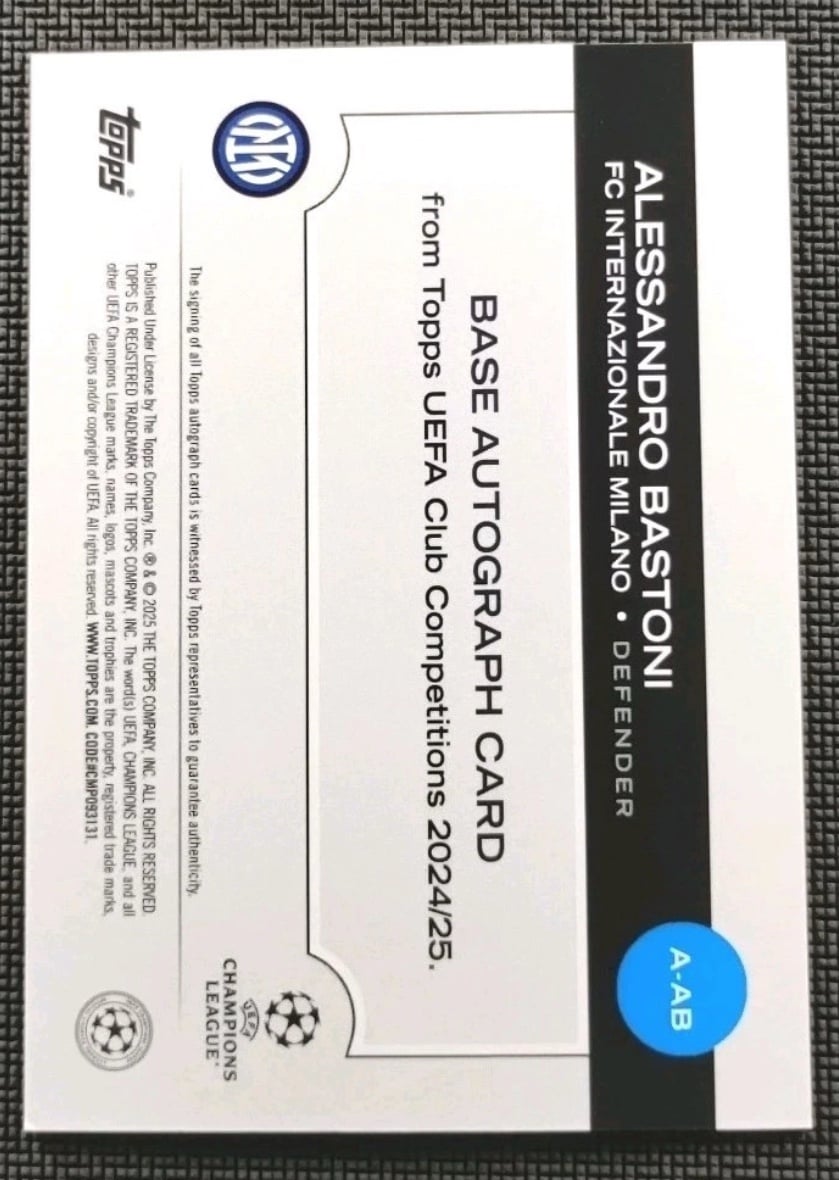 ALESSANDRO BASTONI
FC INTERNAZIONALE MILANO • DEFENDER
A-AB
BASE AUTOGRAPH CARD
from Topps UEFA Club Competitions 2024/25.
UEFA
CHAMPIONS
LEAGUE
The signing of all Topps autograph cards is witnessed by Topps representatives to guarantee authenticity.
topps®
Published Under License by The Topps Company, Inc. ® & © 2025 THE TOPPS COMPANY, INC. ALL RIGHTS RESERVED.
TOPPS IS A REGISTERED TRADEMARK OF THE TOPPS COMPANY, INC. The word(s) UEFA, CHAMPIONS LEAGUE, and all
other UEFA Champions League marks, names, logos, mascots and trophies are the property, registered trade marks,
designs and/or copyright of UEFA. All rights reserved. WWW.TOPPS.COM. CODE#CMP093131.